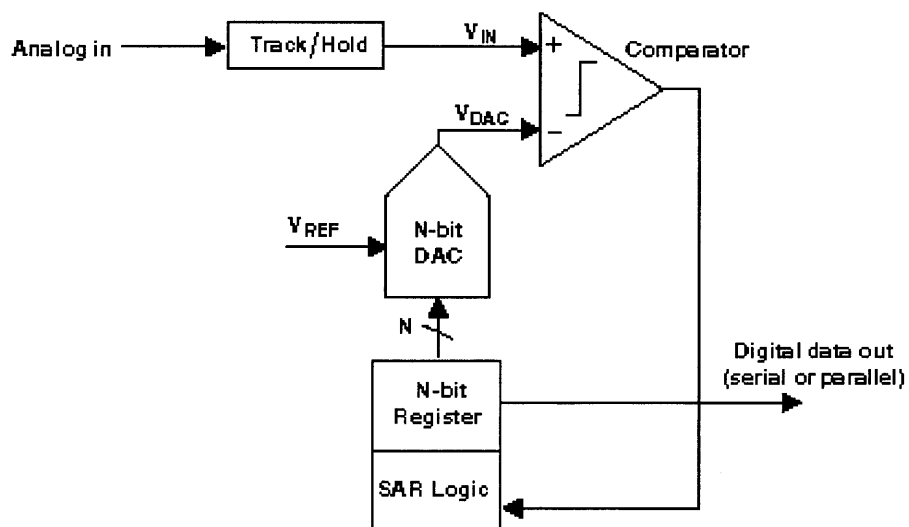 Analog in
Track/Hold
VIN
+
Comparator
VDAC
−
VREF
N-bit
DAC
N
Digital data out
(serial or parallel)
N-bit
Register
SAR Logic